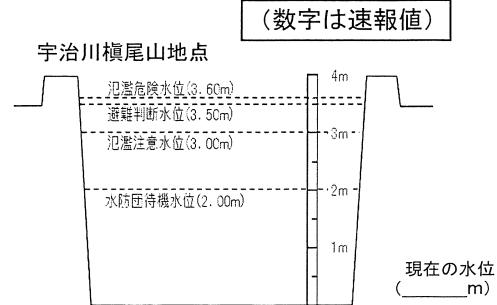 (数字は速報値)
宇治川槇尾山地点
氾濫危険水位(3.60m)
避難判断水位(3.50m)
氾濫注意水位(3.00m)
水防団待機水位(2.00m)
4m
3m
2m
1m
現在の水位
(______m)